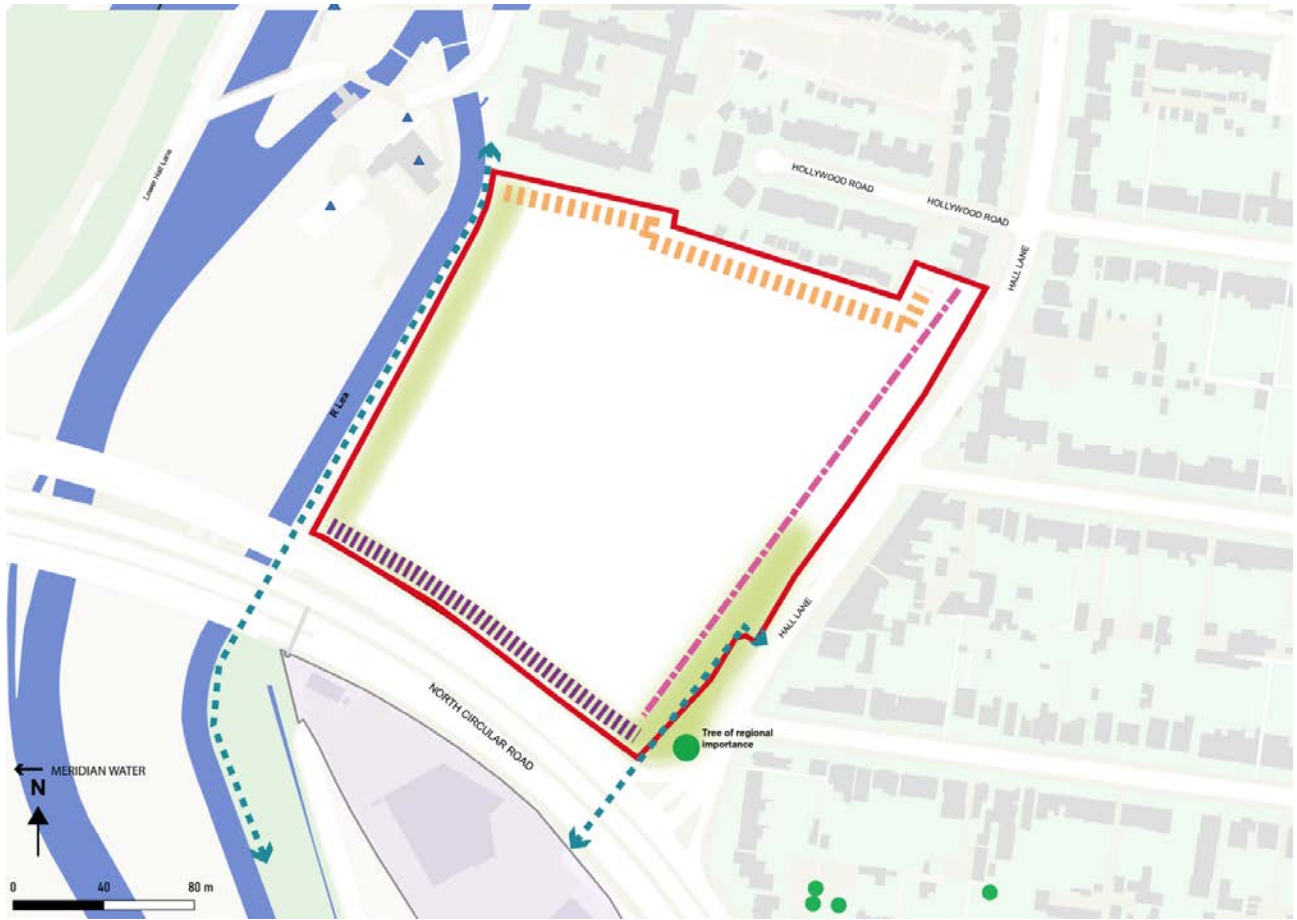 Lower Hall Lane
HOLLYWOOD ROAD
HOLLYWOOD ROAD
HALL LANE
R Lea
HALL LANE
NORTH CIRCULAR ROAD
Tree of regional
importance
MERIDIAN WATER
N
0 40 80 m